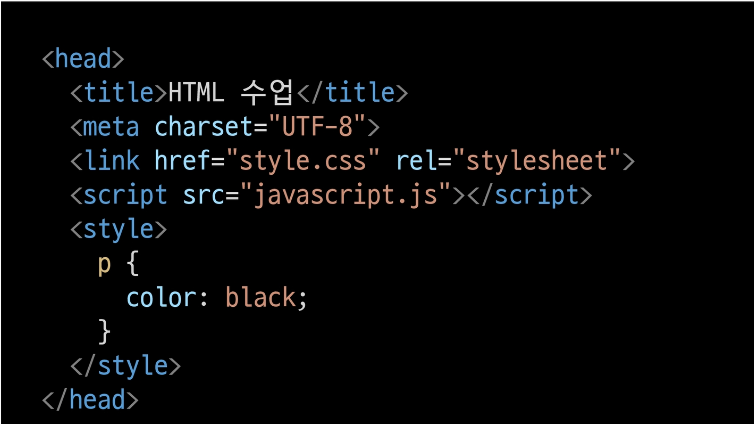 <head>
<title>HTML 수업</title>
<meta charset="UTF-8">
<link href="style.css" rel="stylesheet">
<script src="javascript.js"></script>
<style>
p {
color: black;
}
</style>
</head>